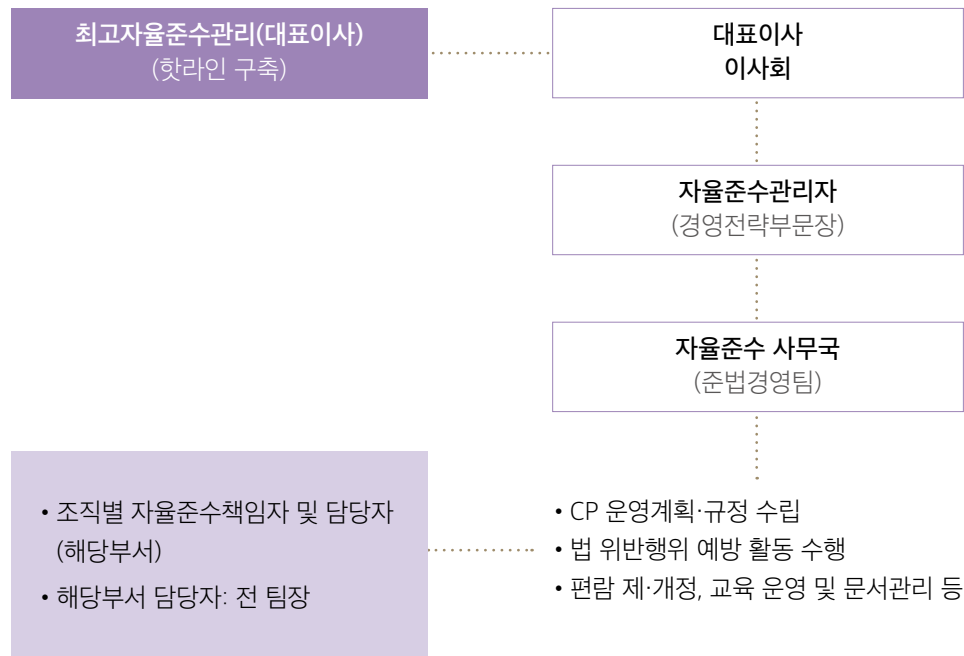 최고자율준수관리(대표이사)
(핫라인 구축)
대표이사
이사회
자율준수관리자
(경영전략부문장)
자율준수 사무국
(준법경영팀)
• 조직별 자율준수책임자 및 담당자
(해당부서)
• 해당부서 담당자: 전 팀장
• CP 운영계획·규정 수립
• 법 위반행위 예방 활동 수행
• 편람 제·개정, 교육 운영 및 문서관리 등